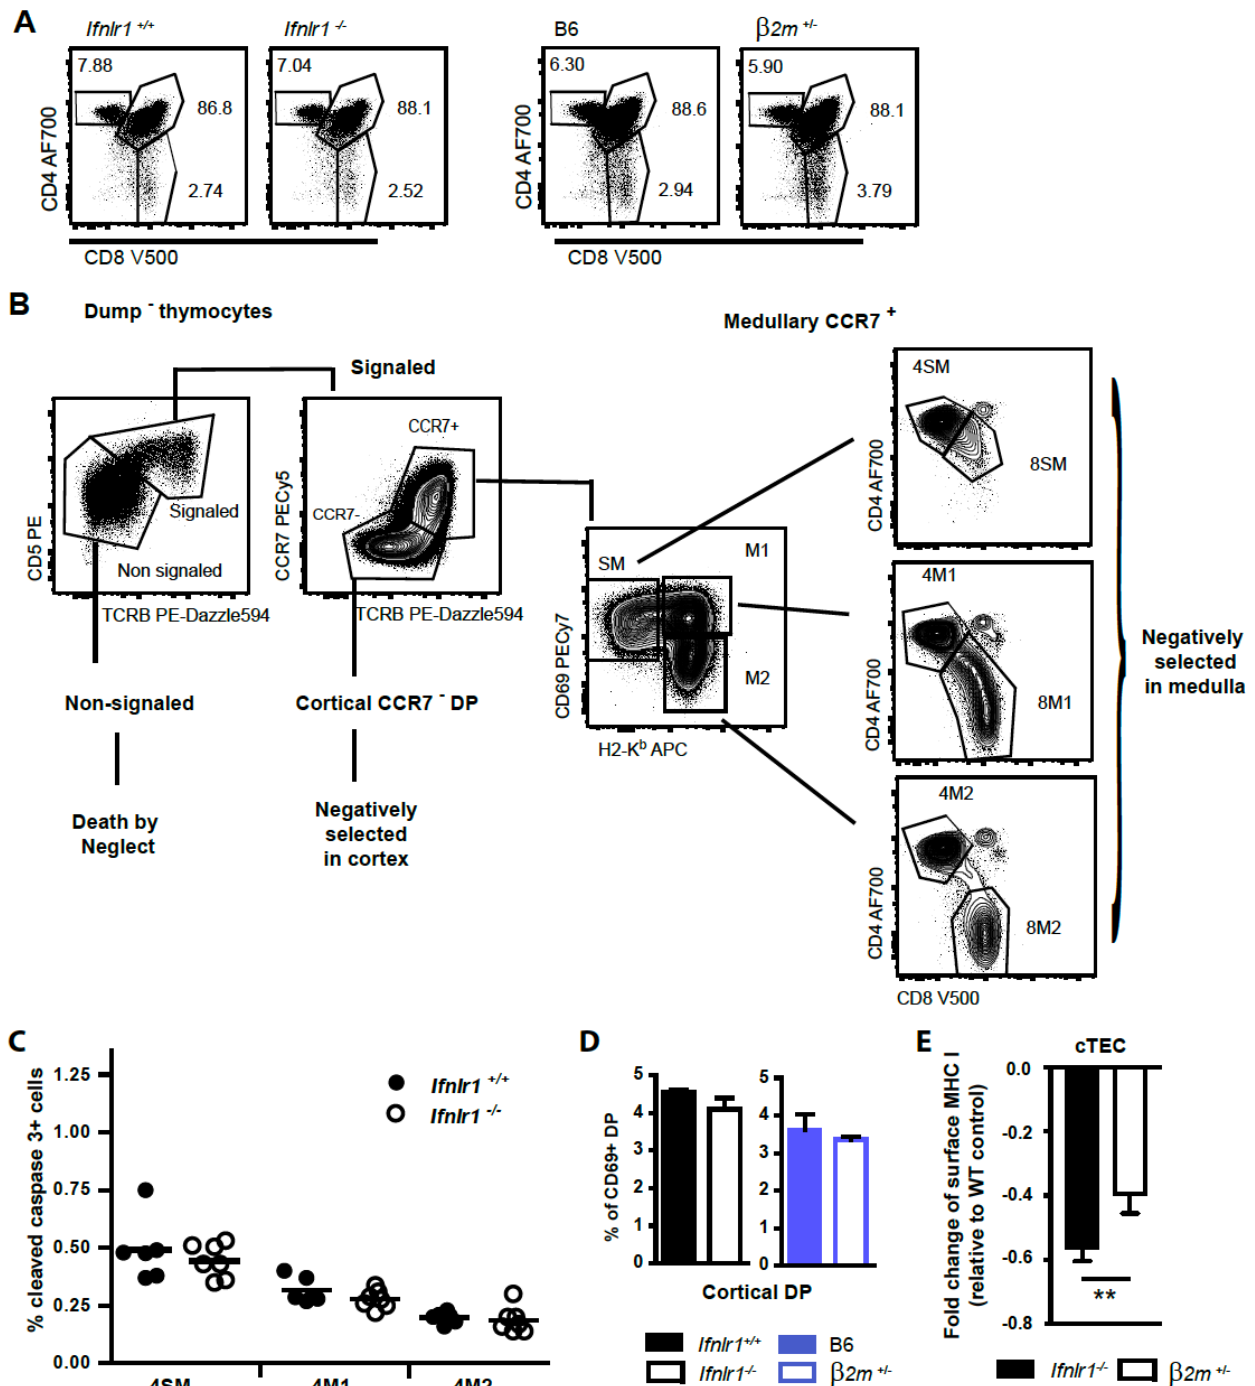 A
Ifnlr1 +/+
Ifnlr1 -/-
B6
β2m +/-
7.88
86.8
2.74
7.04
88.1
2.52
6.30
88.6
2.94
5.90
88.1
3.79
CD4 AF700
CD8 V500
CD4 AF700
CD8 V500
B
Dump - thymocytes
Medullary CCR7 +
Signaled
CD5 PE
Signaled
Non signaled
TCRB PE-Dazzle594
CCR7 PECy5
CCR7+
CCR7-
TCRB PE-Dazzle594
Non-signaled
Death by
Neglect
Cortical CCR7 - DP
Negatively
selected
in cortex
CD69 PECy7
SM
M1
M2
H2-Kb APC
4SM
8SM
CD4 AF700
4M1
8M1
CD4 AF700
4M2
8M2
CD4 AF700
CD8 V500
Negatively
selected
in medulla
C
% cleaved caspase 3+ cells
1.25
1.00
0.75
0.50
0.25
0.00
Ifnlr1 +/+
Ifnlr1 -/-
4SM
4M1
4M2
D
% of CD69+ DP
5
4
3
2
1
0
5
4
3
2
1
0
Cortical DP
Ifnlr1+/+
B6
Ifnlr1-/-
β2m +/-
E
cTEC
Fold change of surface MHC I
(relative to WT control)
0.0
-0.2
-0.4
-0.6
-0.8
**
Ifnlr1-/-
β2m +/-